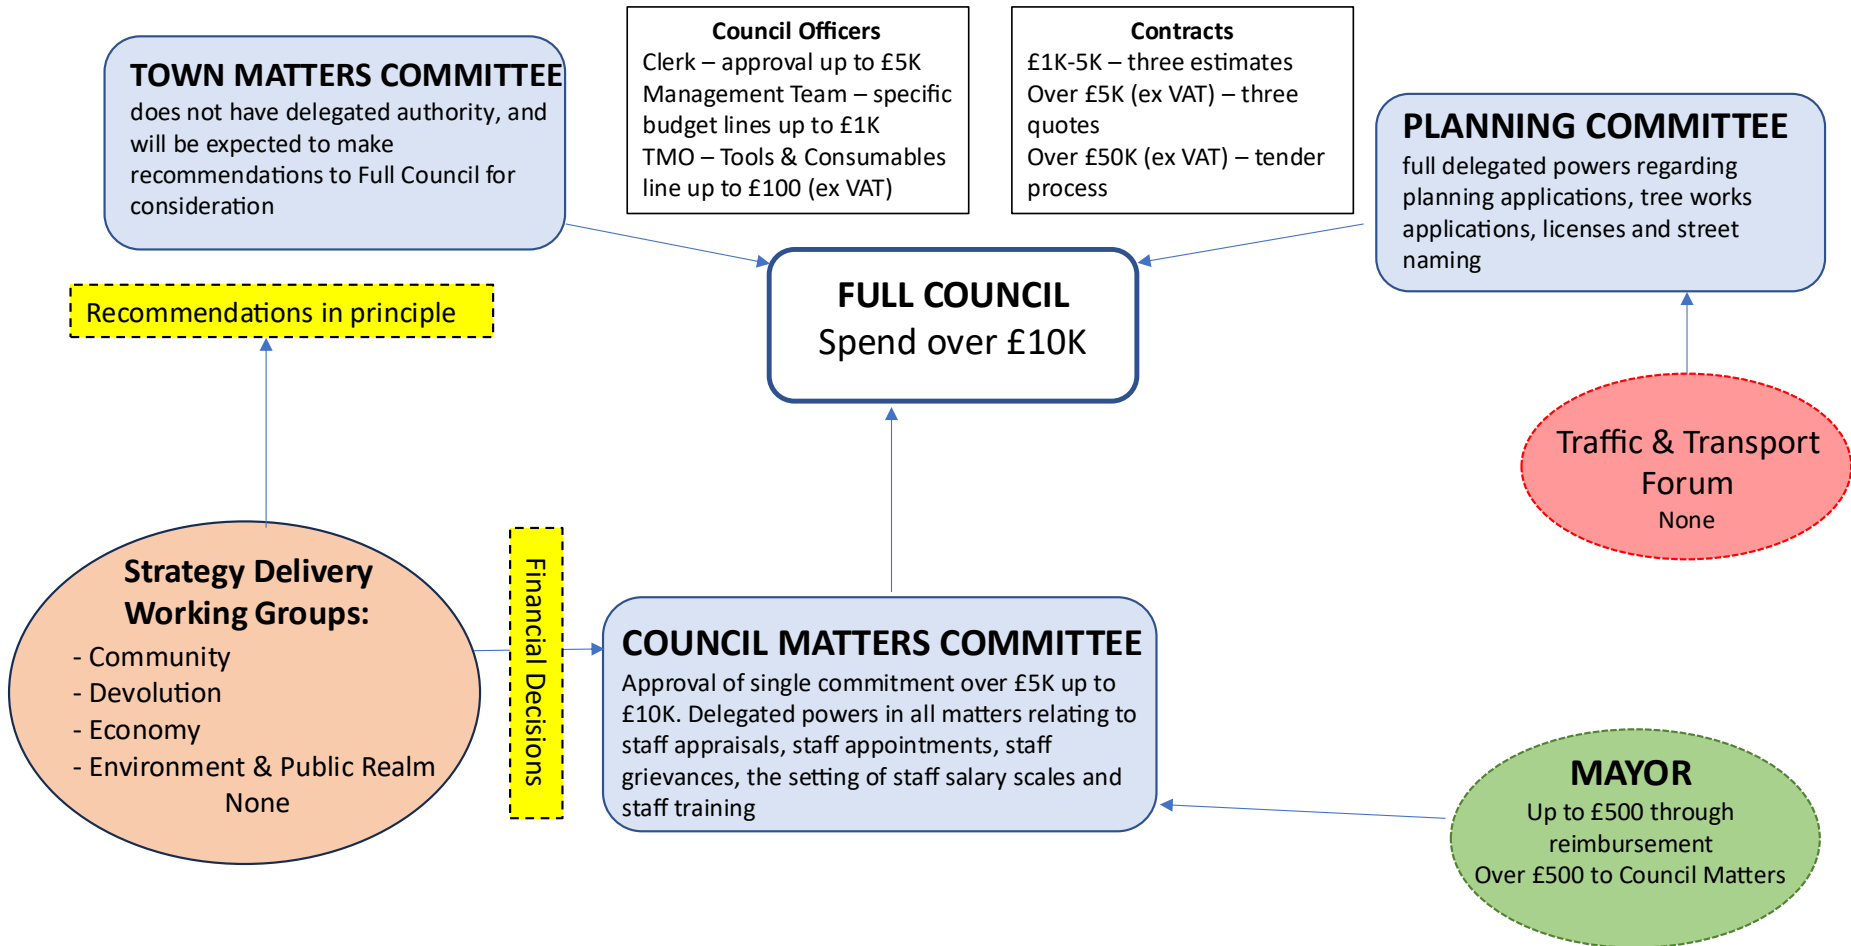 TOWN MATTERS COMMITTEE
does not have delegated authority, and
will be expected to make
recommendations to Full Council for
consideration
Council Officers
Clerk – approval up to £5K
Management Team – specific
budget lines up to £1K
TMO – Tools & Consumables
line up to £100 (ex VAT)
Contracts
£1K-5K – three estimates
Over £5K (ex VAT) – three
quotes
Over £50K (ex VAT) – tender
process
PLANNING COMMITTEE
full delegated powers regarding
planning applications, tree works
applications, licenses and street
naming
Recommendations in principle
FULL COUNCIL
Spend over £10K
Traffic & Transport
Forum
None
Strategy Delivery
Working Groups:
- Community
- Devolution
- Economy
- Environment & Public Realm
None
Financial Decisions
COUNCIL MATTERS COMMITTEE
Approval of single commitment over £5K up to
£10K. Delegated powers in all matters relating to
staff appraisals, staff appointments, staff
grievances, the setting of staff salary scales and
staff training
MAYOR
Up to £500 through
reimbursement
Over £500 to Council Matters